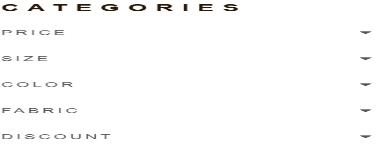 CATEGORIES
PRICE
SIZE
COLOR
FABRIC
DISCOUNT